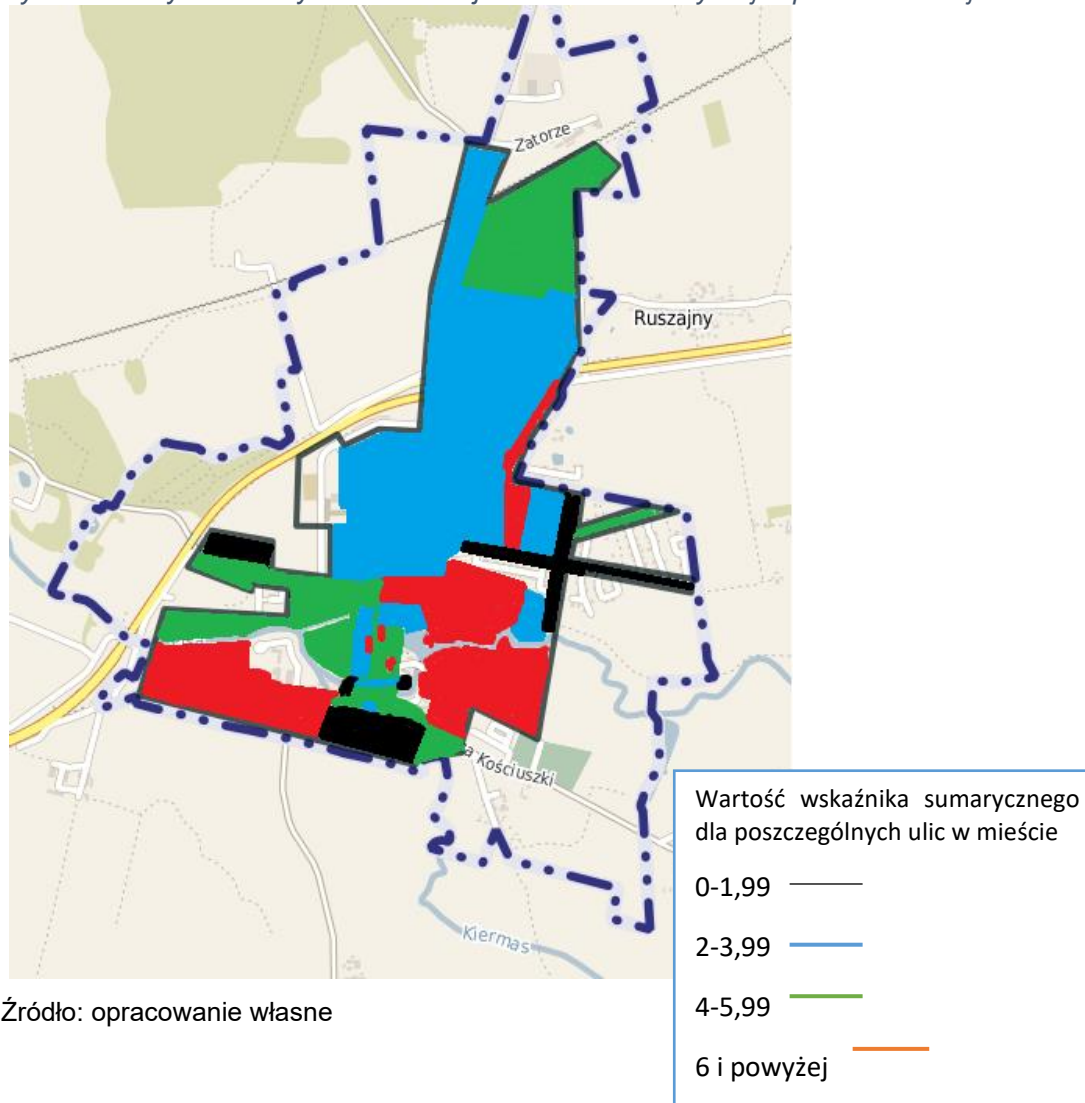 Zatorze
Ruszajny
a Kościuszki
Kiermas
Wartość wskaźnika sumarycznego
dla poszczególnych ulic w mieście
0-1,99
2-3,99
4-5,99
6 i powyżej
Źródło: opracowanie własne